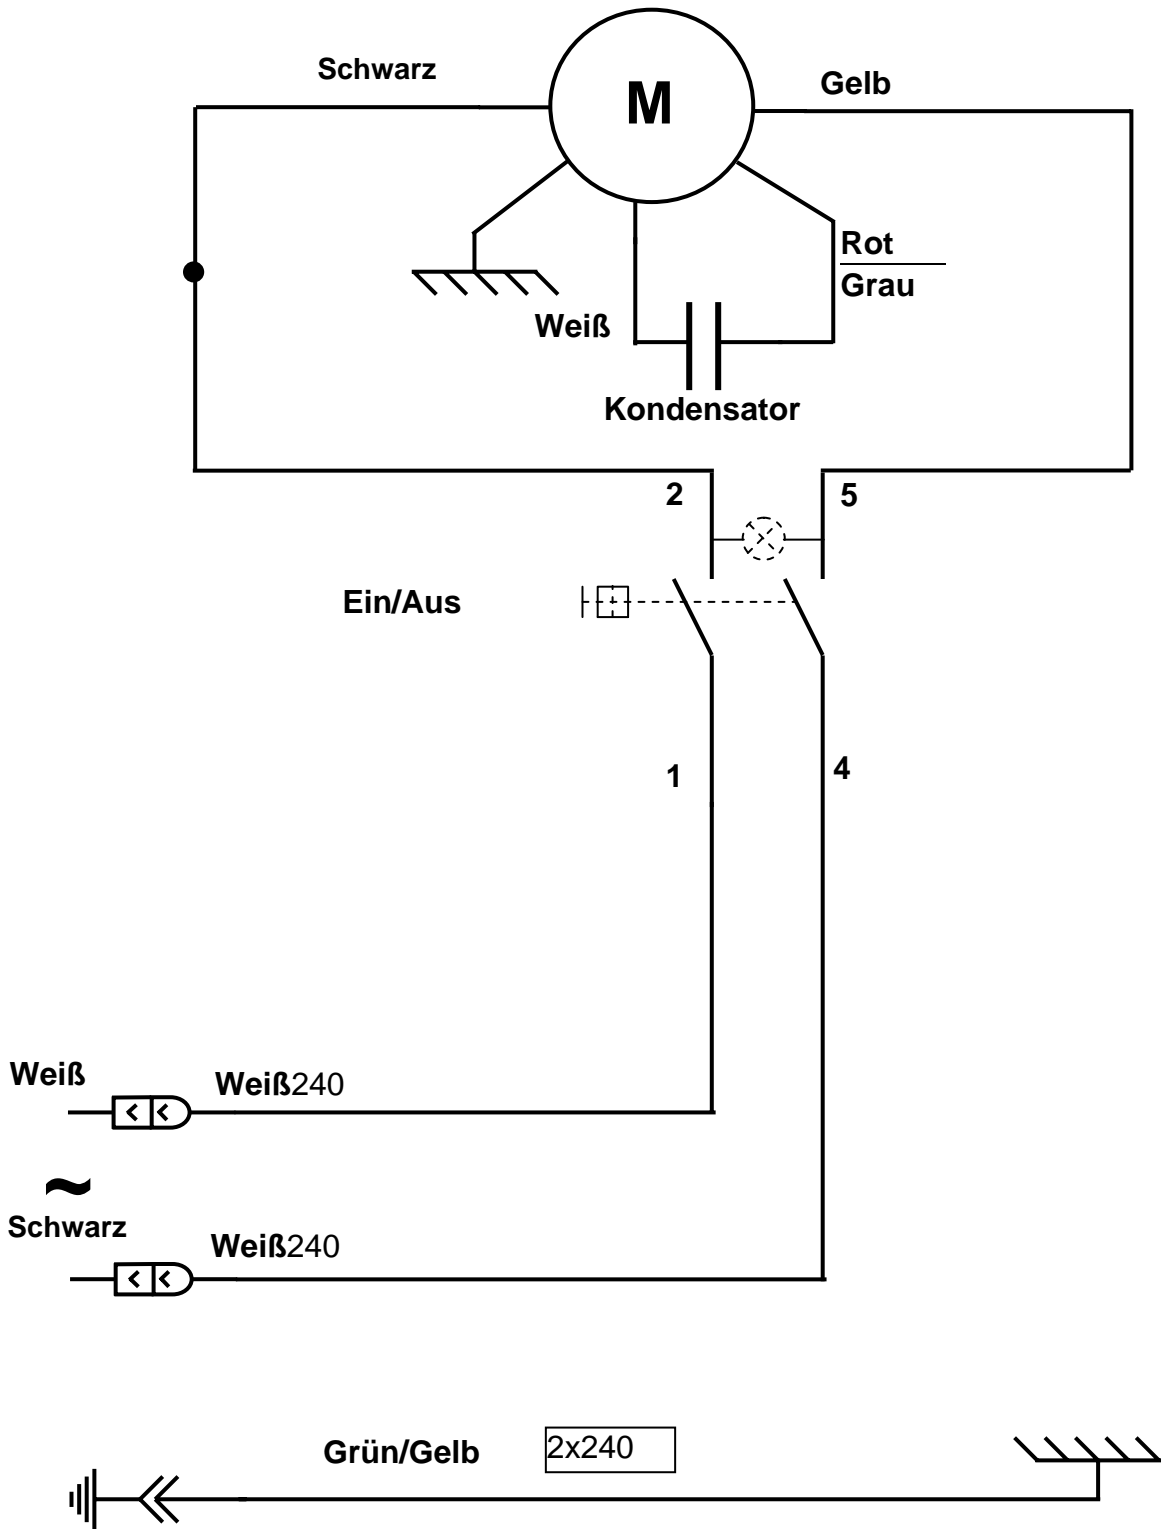 Schwarz
M
Gelb
Rot
Grau
Weiß
Kondensator
2
5
Ein/Aus
1
4
Weiß
Weiß240
~
Schwarz
Weiß240
Grün/Gelb
2x240